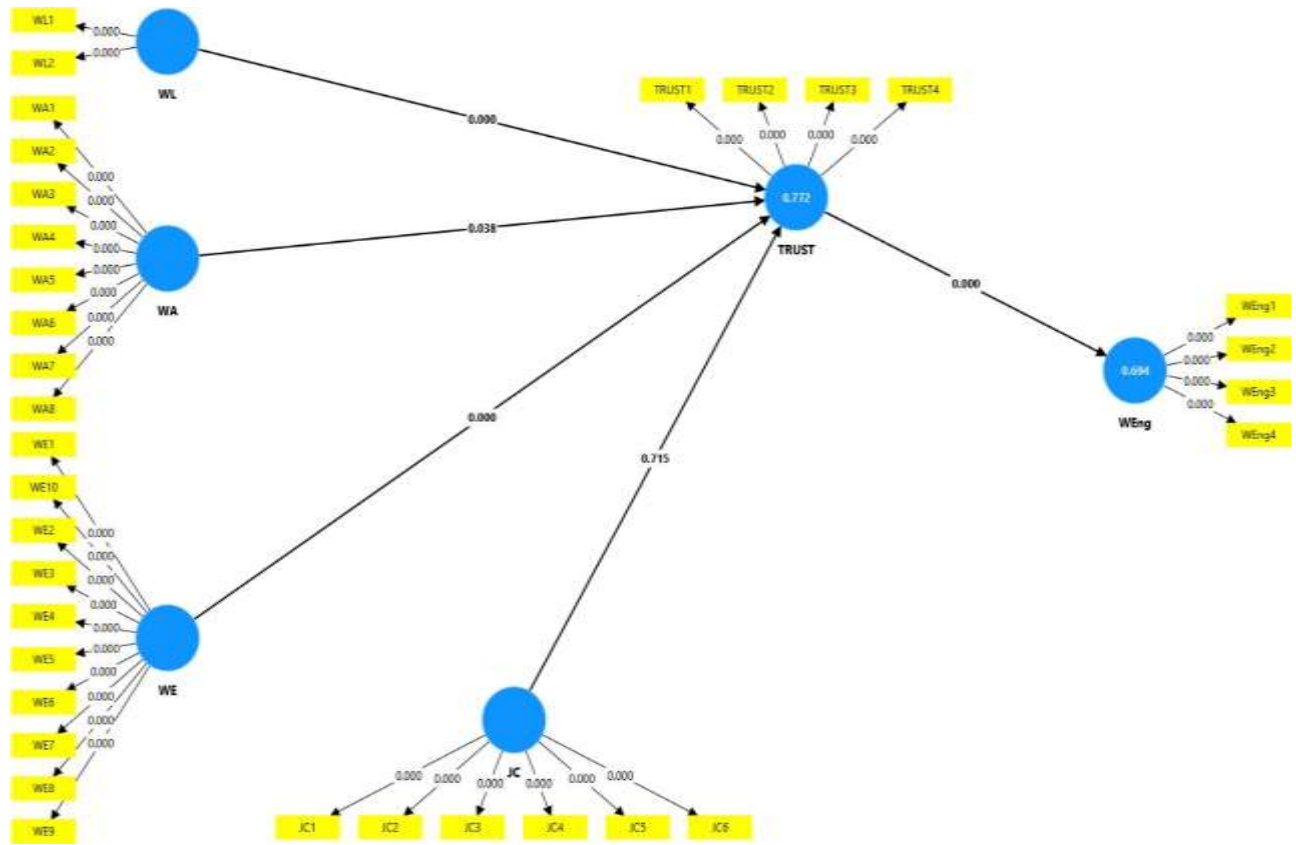 WL1
0.000
WL2
0.000
WL
WA1
WA2
WA3
WA4
WA5
WA6
WA7
WA8
0.000
0.000
0.000
0.000
0.000
0.000
0.000
0.000
WA
WE1
WE10
WE2
WE3
WE4
WE5
WE6
WE7
WE8
WE9
0.000
0.000
0.000
0.000
0.000
0.000
0.000
0.000
0.000
0.000
WE
0.000
0.038
0.000
0.715
JC
0.000
0.000
0.000
0.000
0.000
0.000
JC1
JC2
JC3
JC4
JC5
JC6
TRUST1
TRUST2
TRUST3
TRUST4
0.000
0.000
0.000
0.000
0.772
TRUST
0.000
0.694
WEng
0.000
0.000
0.000
0.000
WEng1
WEng2
WEng3
WEng4